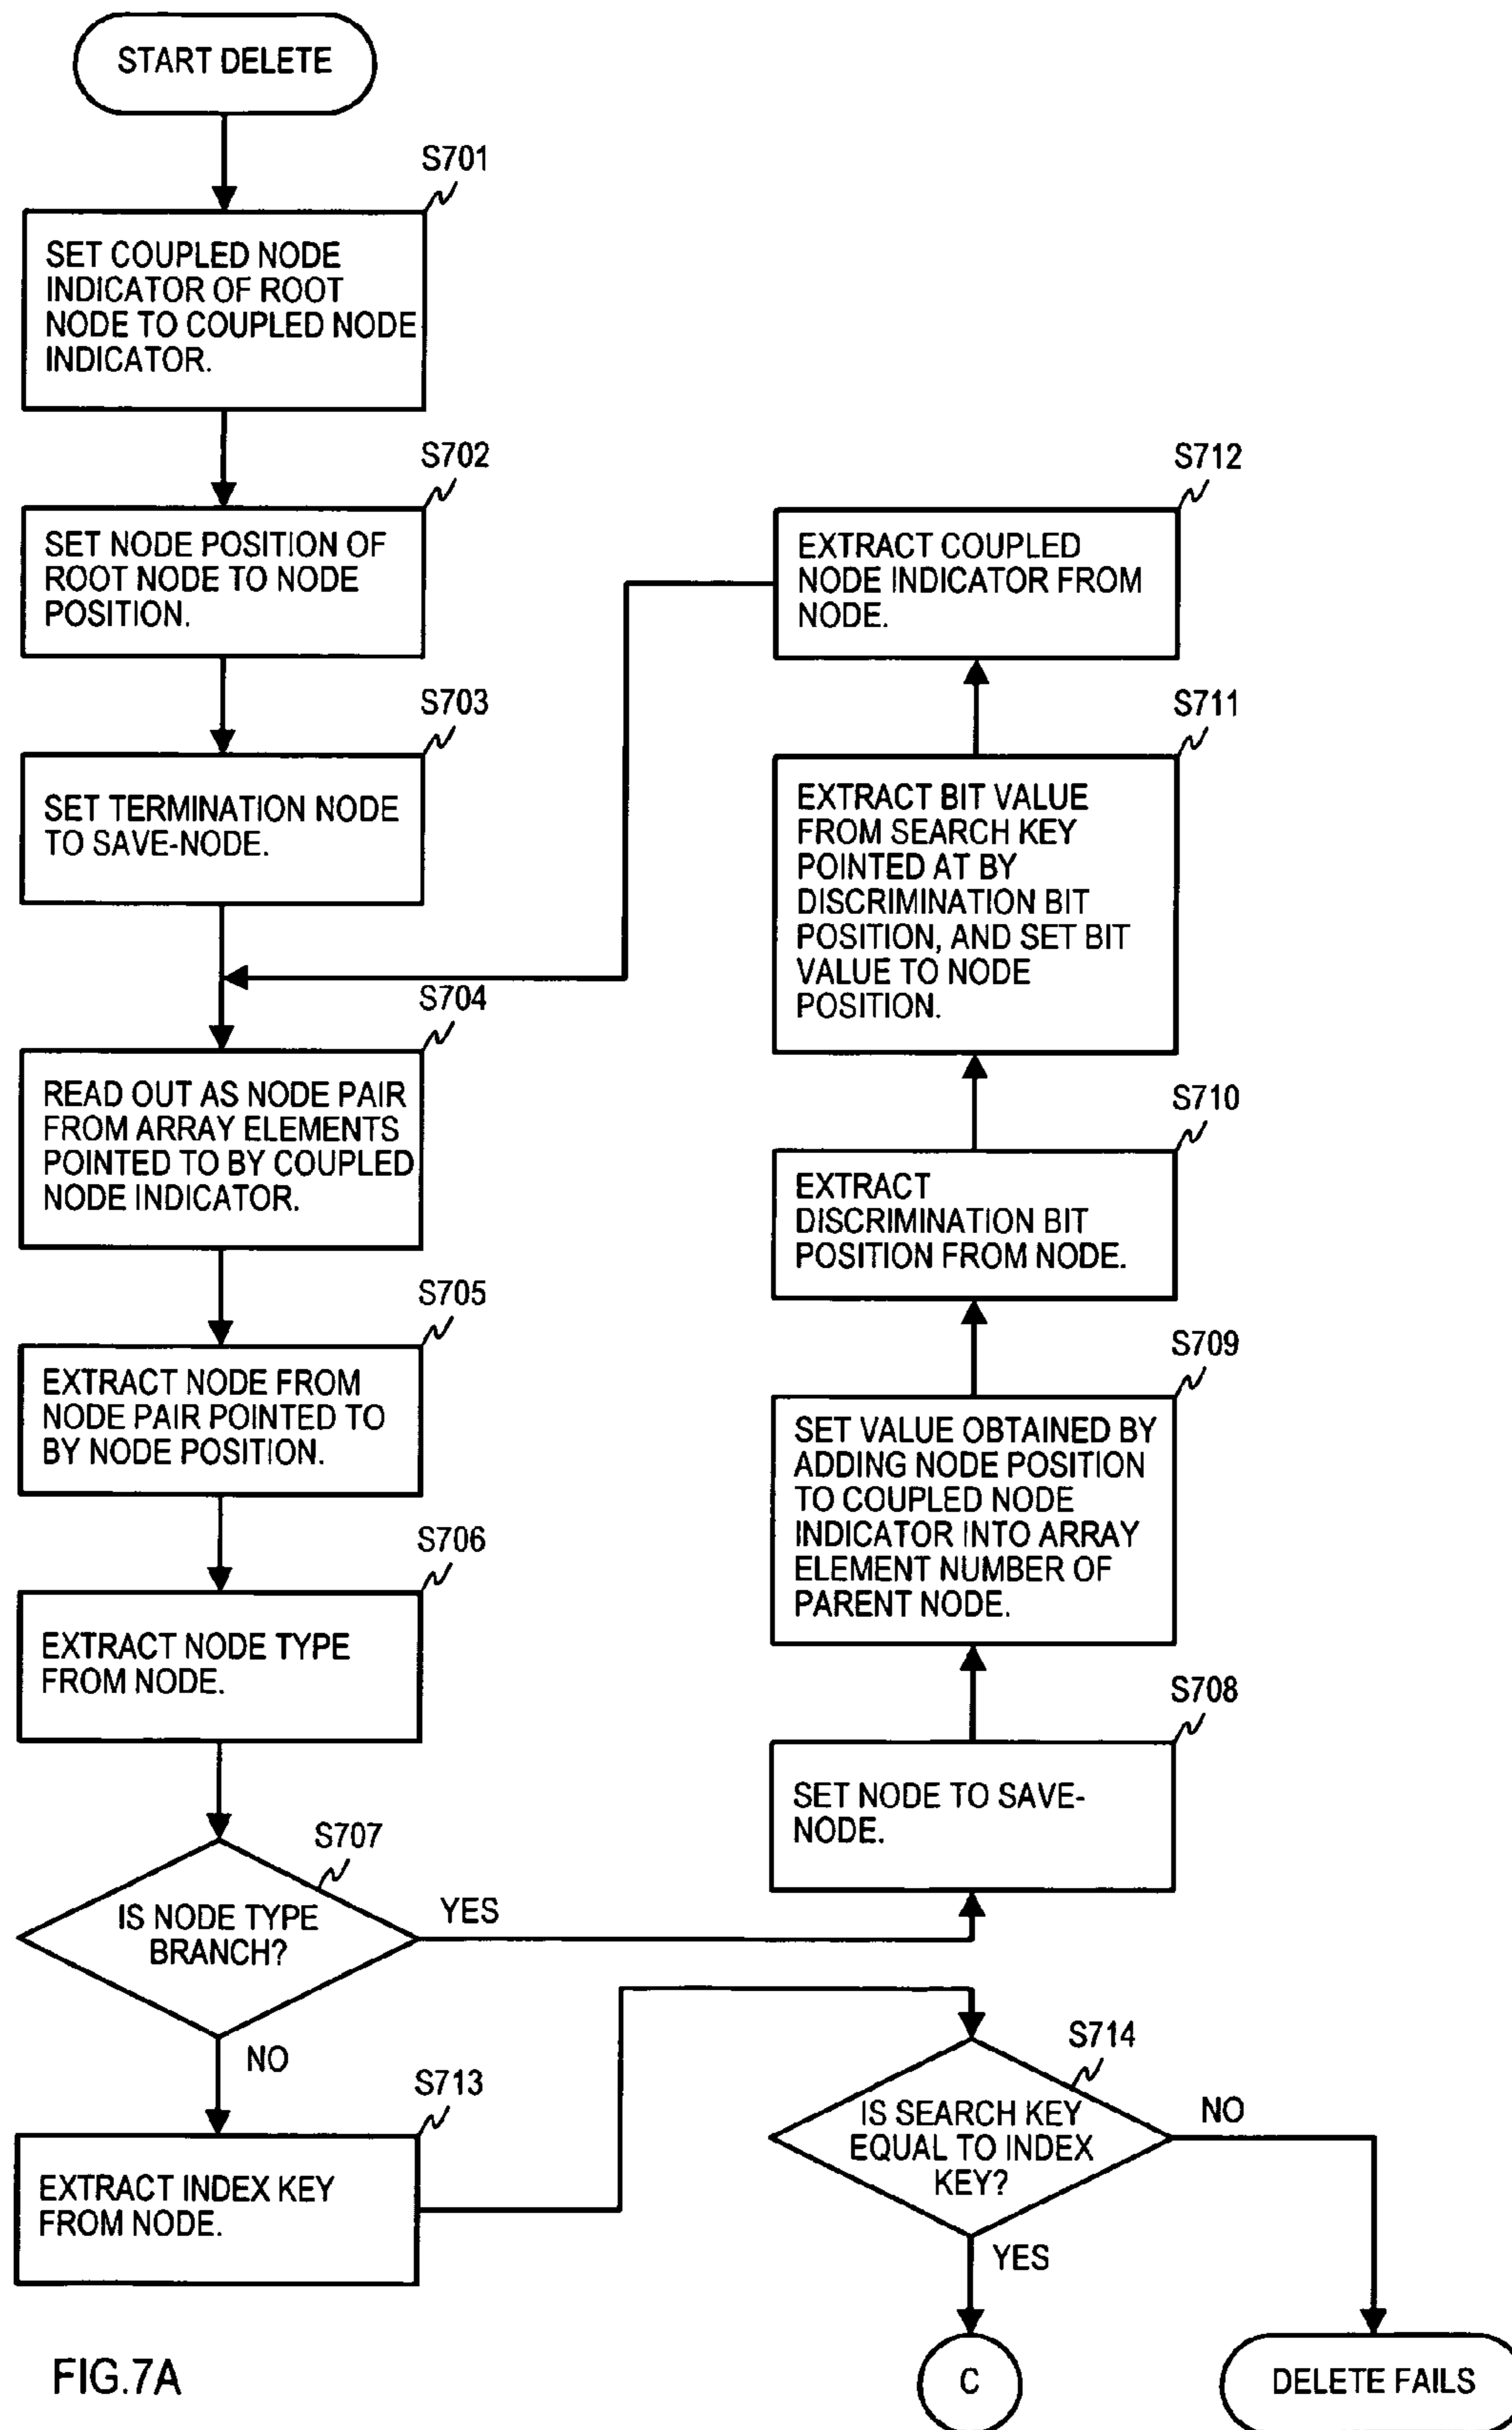 START DELETE
S701
SET COUPLED NODE
INDICATOR OF ROOT
NODE TO COUPLED NODE
INDICATOR.
S702
SET NODE POSITION OF
ROOT NODE TO NODE
POSITION.
S703
SET TERMINATION NODE
TO SAVE-NODE.
S704
READ OUT AS NODE PAIR
FROM ARRAY ELEMENTS
POINTED TO BY COUPLED
NODE INDICATOR.
S705
EXTRACT NODE FROM
NODE PAIR POINTED TO
BY NODE POSITION.
S706
EXTRACT NODE TYPE
FROM NODE.
S707
IS NODE TYPE
BRANCH?
YES
NO
S708
SET NODE TO SAVE-
NODE.
S709
SET VALUE OBTAINED BY
ADDING NODE POSITION
TO COUPLED NODE
INDICATOR INTO ARRAY
ELEMENT NUMBER OF
PARENT NODE.
S710
EXTRACT
DISCRIMINATION BIT
POSITION FROM NODE.
S711
EXTRACT BIT VALUE
FROM SEARCH KEY
POINTED AT BY
DISCRIMINATION BIT
POSITION, AND SET BIT
VALUE TO NODE
POSITION.
S712
EXTRACT COUPLED
NODE INDICATOR FROM
NODE.
S713
EXTRACT INDEX KEY
FROM NODE.
S714
IS SEARCH KEY
EQUAL TO INDEX
KEY?
NO
YES
C
DELETE FAILS
FIG.7A